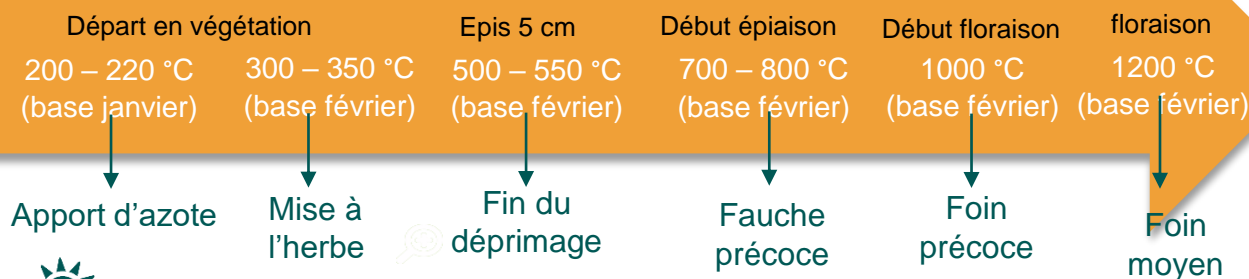 Départ en végétation
200 – 220 °C
(base janvier)
300 – 350 °C
(base février)
Epis 5 cm
500 – 550 °C
(base février)
Début épiaison
700 – 800 °C
(base février)
Début floraison
1000 °C
(base février)
floraison
1200 °C
(base février)
Apport d’azote
Mise à
l’herbe
Fin du
déprimage
Fauche
précoce
Foin
précoce
Foin
moyen